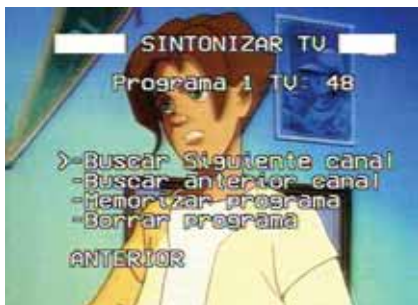 SINTONIZAR TV
Programa 1 TV: 48
>-Buscar Siguiente canal
-Buscar anterior canal
-Memorizar programa
-Borrar programa
ANTERIOR